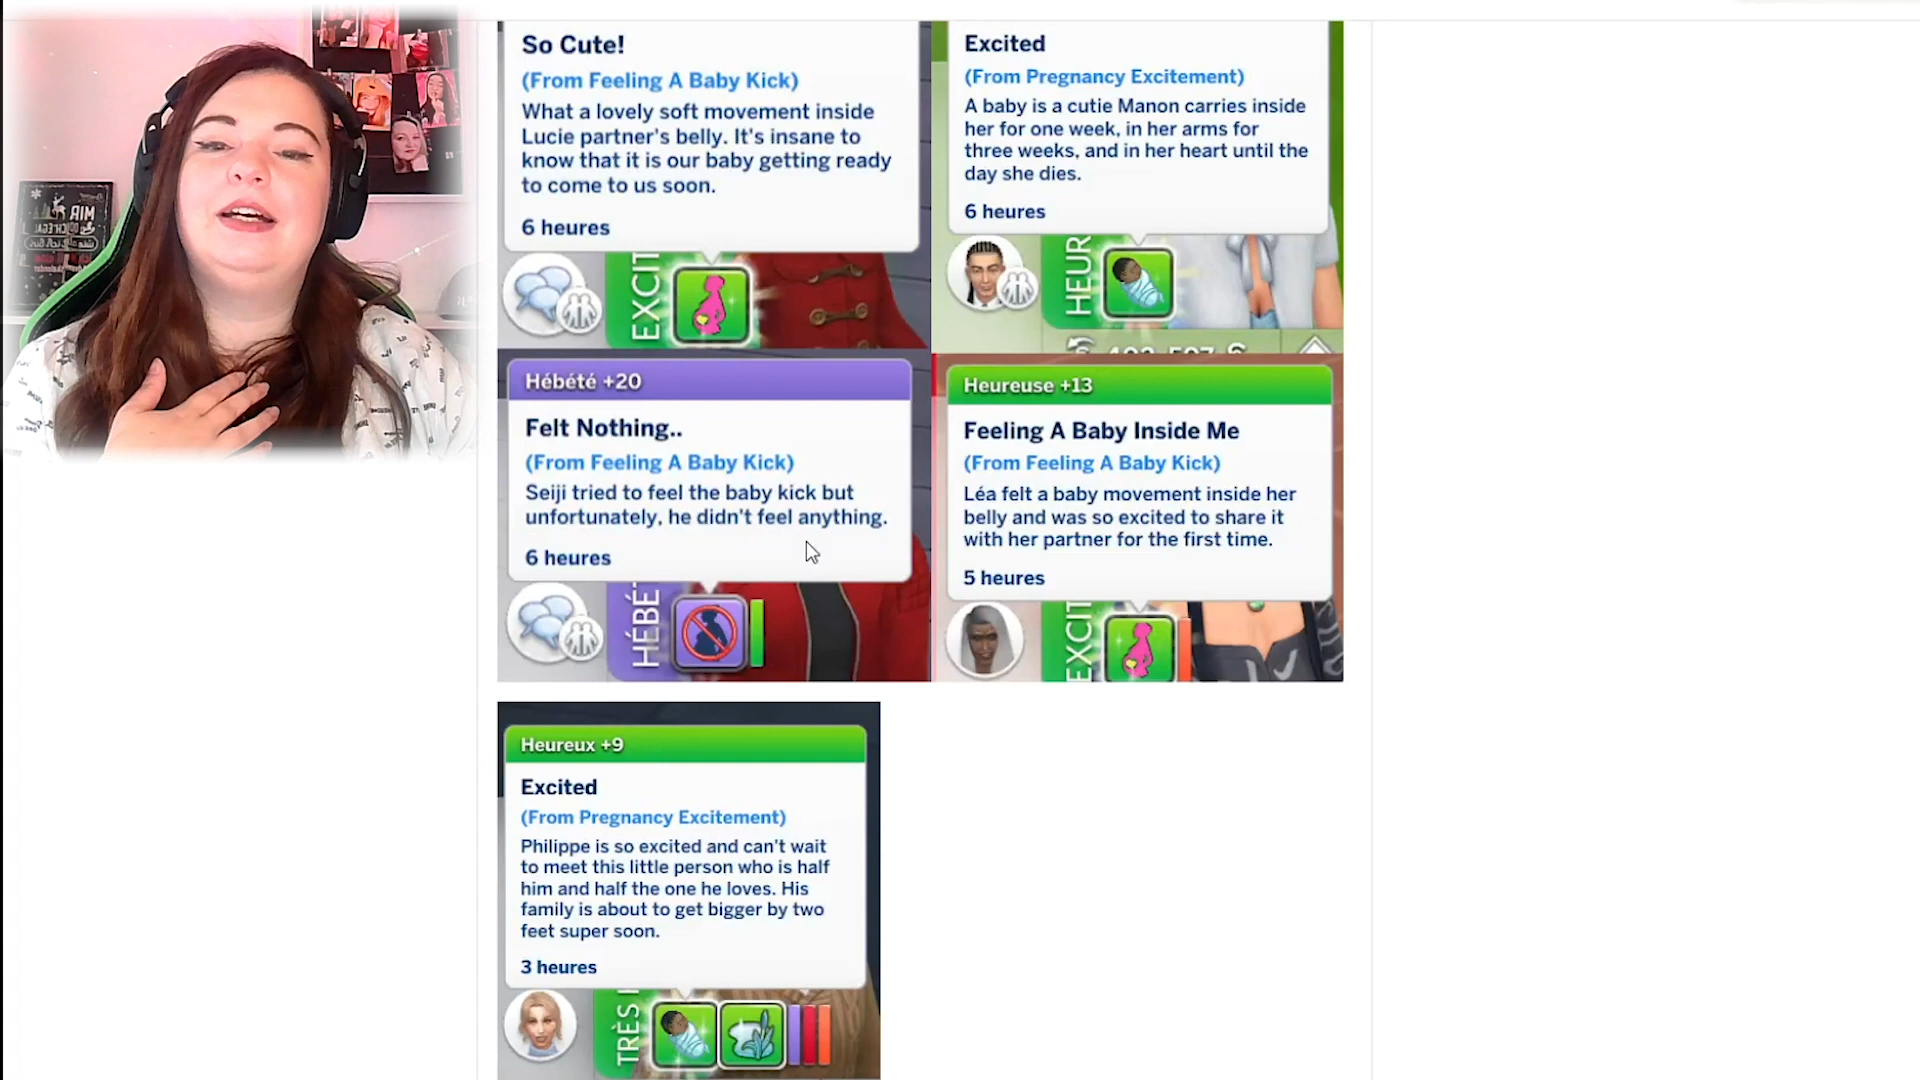 So Cute!
(From Feeling A Baby Kick)
What a lovely soft movement inside
Lucie partner's belly. It's insane to
know that it is our baby getting ready
to come to us soon.
6 heures
EXCIT
Excited
(From Pregnancy Excitement)
A baby is a cutie Manon carries inside
her for one week, in her arms for
three weeks, and in her heart until the
day she dies.
6 heures
HEUR
Hébété +20
Felt Nothing..
(From Feeling A Baby Kick)
Seiji tried to feel the baby kick but
unfortunately, he didn't feel anything.
6 heures
HÉBÉ
Heureuse +13
Feeling A Baby Inside Me
(From Feeling A Baby Kick)
Léa felt a baby movement inside her
belly and was so excited to share it
with her partner for the first time.
5 heures
EXCIT
Heureux +9
Excited
(From Pregnancy Excitement)
Philippe is so excited and can't wait
to meet this little person who is half
him and half the one he loves. His
family is about to get bigger by two
feet super soon.
3 heures
TRÈS